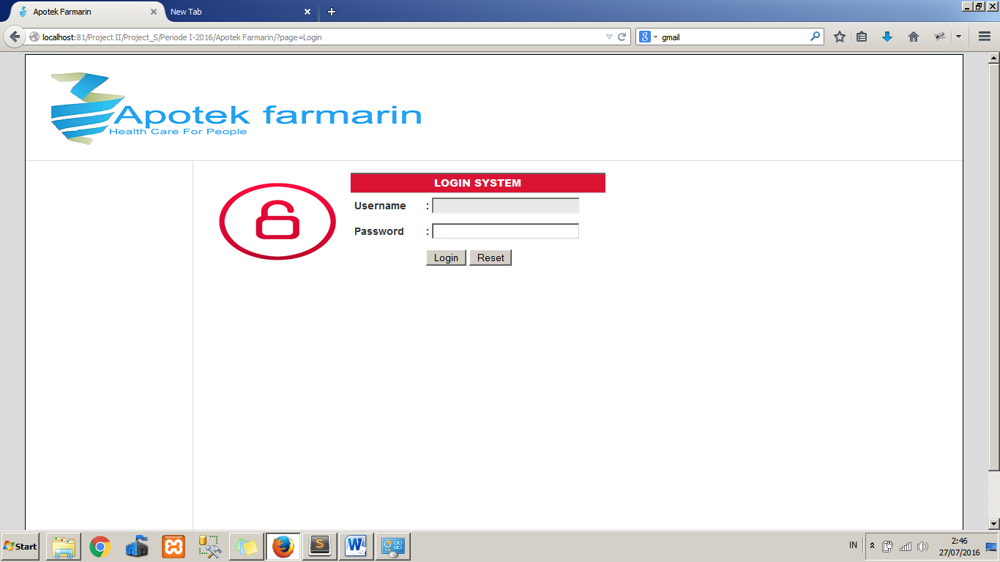 Apotek Farmarin
New Tab
localhost:81/Project II/Project_S/Periode I-2016/Apotek Farmarin/?page=Login
gmail
Apotek farmarin
Health Care For People
LOGIN SYSTEM
Username :
Password :
Login Reset
Start
IN
2:46
27/07/2016